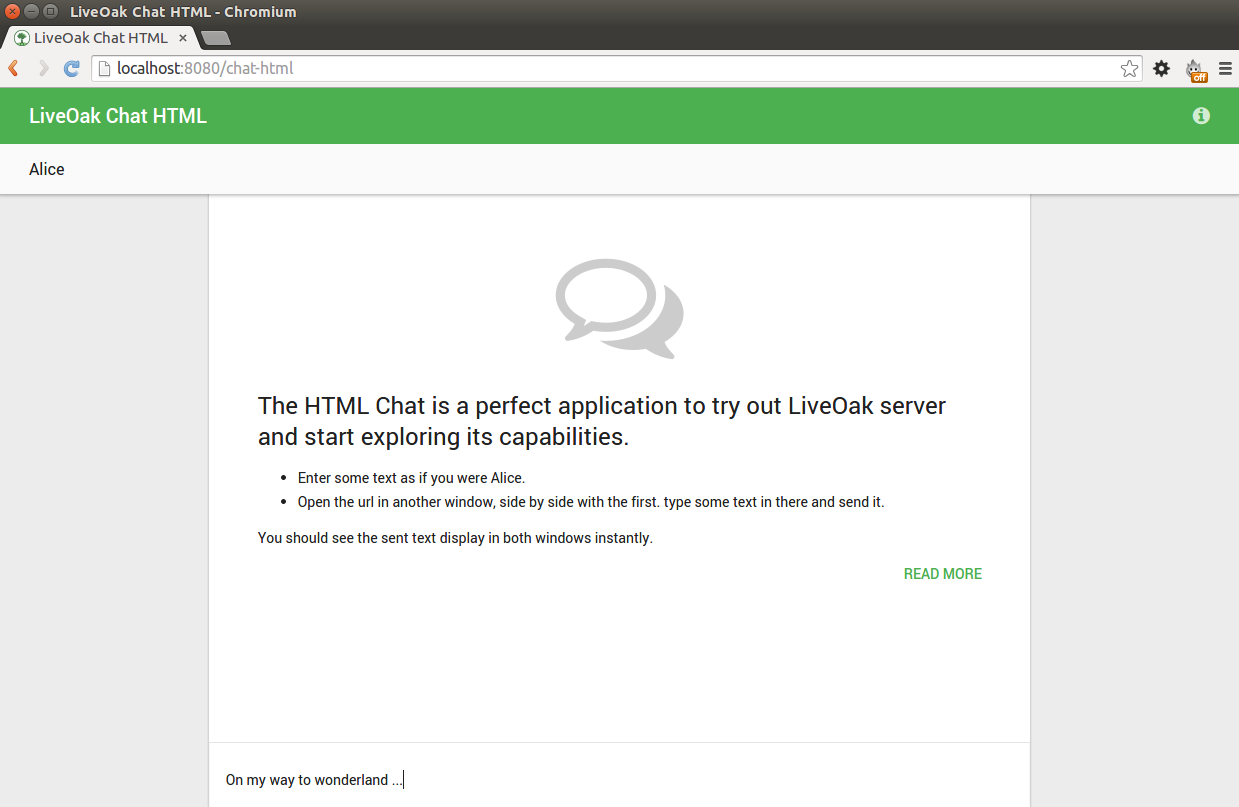 LiveOak Chat HTML - Chromium
LiveOak Chat HTML
localhost:8080/chat-html
off
LiveOak Chat HTML
Alice
The HTML Chat is a perfect application to try out LiveOak server
and start exploring its capabilities.
• Enter some text as if you were Alice.
• Open the url in another window, side by side with the first. type some text in there and send it.
You should see the sent text display in both windows instantly.
READ MORE
On my way to wonderland ...